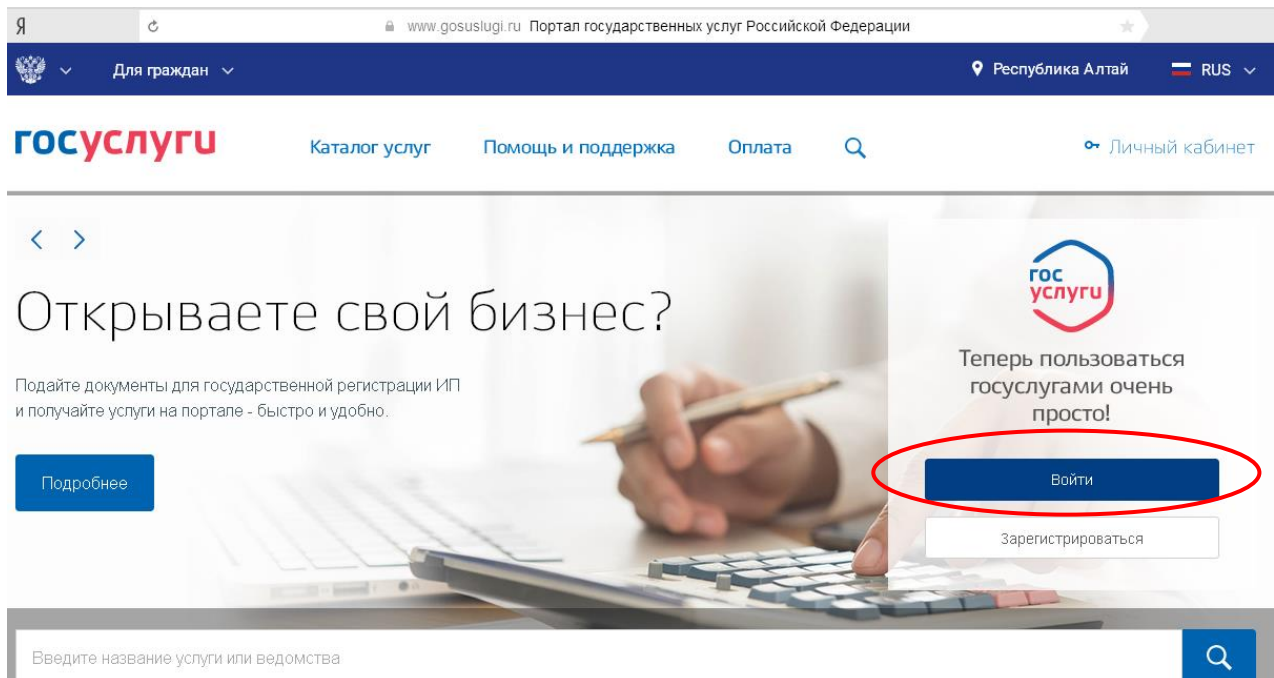 Я www.gosuslugi.ru Портал государственных услуг Российской Федерации
Для граждан Республика Алтай RUS
госуслуги Каталог услуг Помощь и поддержка Оплата Личный кабинет
Открываете свой бизнес?
Подайте документы для государственной регистрации ИП
и получайте услуги на портале - быстро и удобно.
Подробнее
гос
услуги
Теперь пользоваться
госуслугами очень
просто!
Войти
Зарегистрироваться
Введите название услуги или ведомства